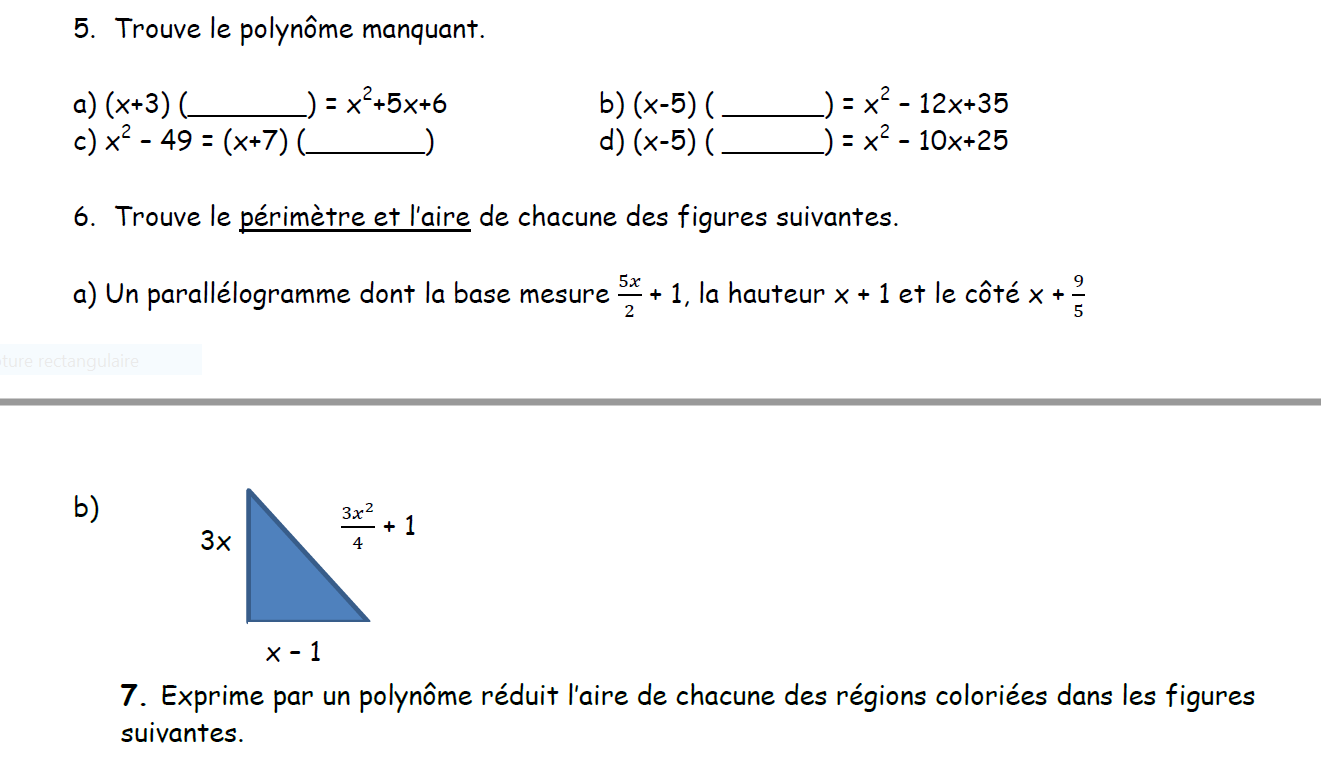 5. Trouve le polynôme manquant.
a) (x+3) (________) = x²+5x+6 b) (x-5) ( _______) = x² - 12x+35
c) x² - 49 = (x+7) (________) d) (x-5) ( _______) = x² - 10x+25
6. Trouve le périmètre et l'aire de chacune des figures suivantes.
a) Un parallélogramme dont la base mesure 5x/2 + 1, la hauteur x + 1 et le côté x + 9/5
ture rectangulaire
b)
3x²/4 + 1
3x
x - 1
7. Exprime par un polynôme réduit l'aire de chacune des régions coloriées dans les figures
suivantes.